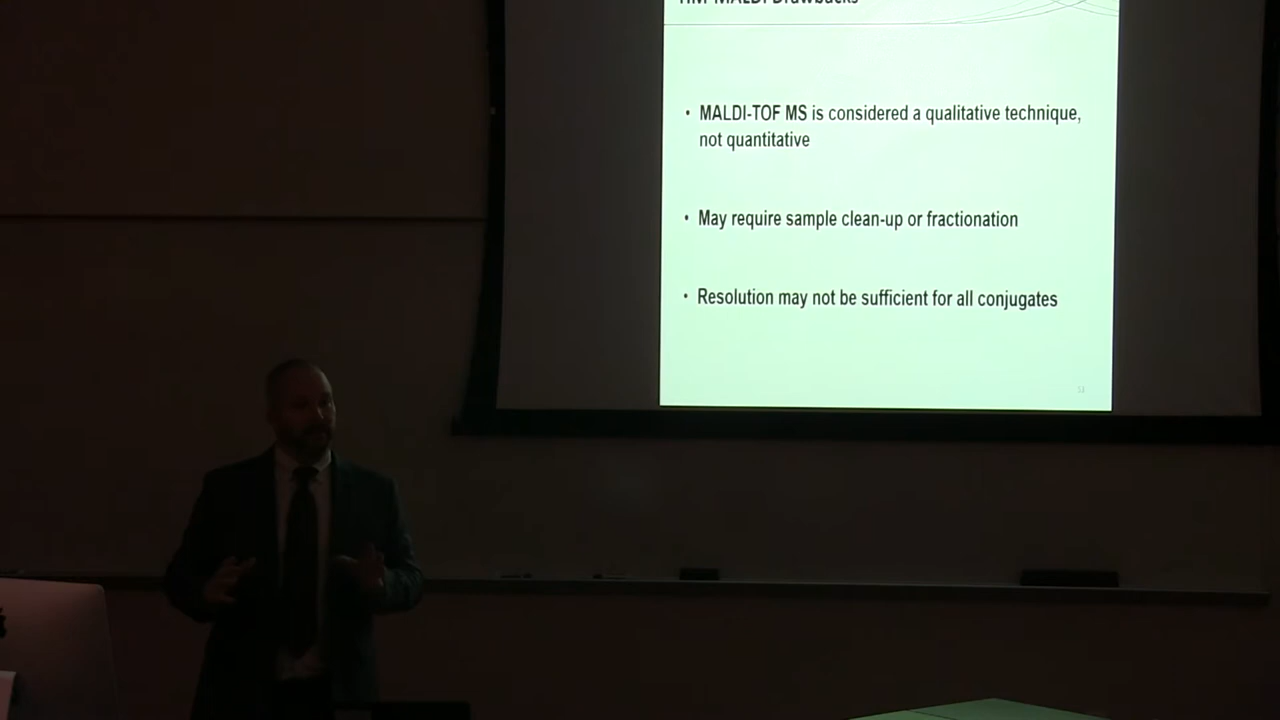 HM-MALDI Drawbacks
• MALDI-TOF MS is considered a qualitative technique,
not quantitative
• May require sample clean-up or fractionation
• Resolution may not be sufficient for all conjugates